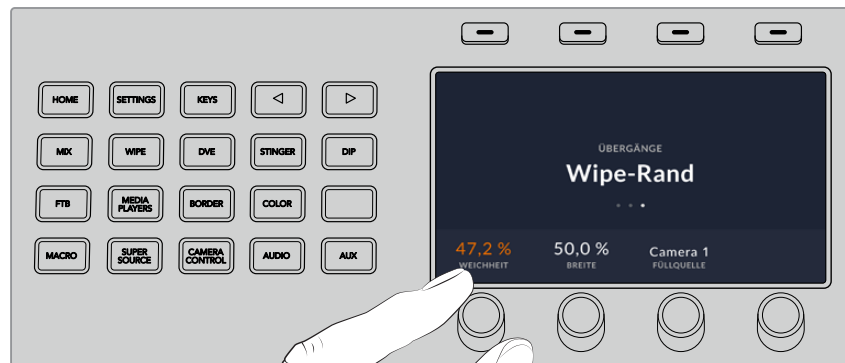 HOME SETTINGS KEYS
MIX WIPE DVE STINGER DIP
FTB MEDIA PLAYERS BORDER COLOR
MACRO SUPER SOURCE CAMERA CONTROL AUDIO AUX
ÜBERGÄNGE
Wipe-Rand
47,2 % 50,0 % Camera 1
WEICHHEIT BREITE FÜLLQUELLE